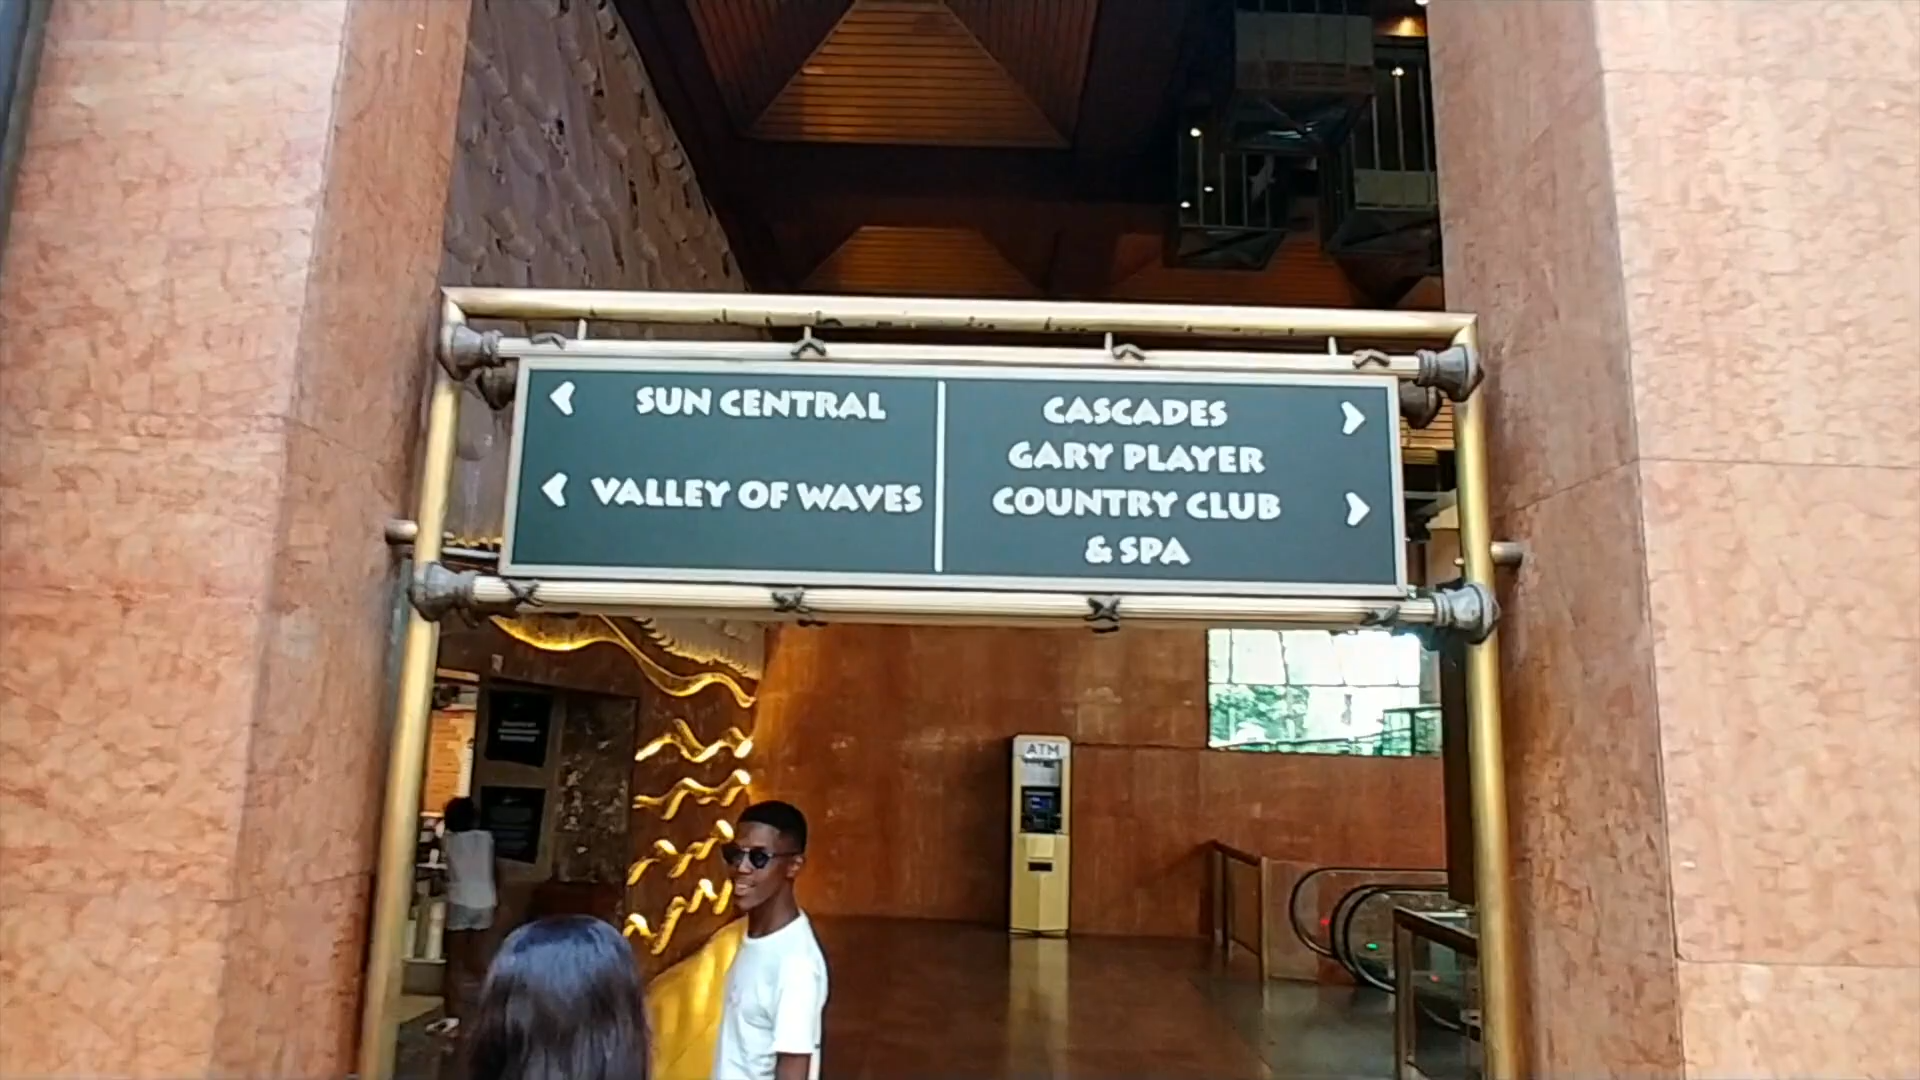 SUN CENTRAL
VALLEY OF WAVES
CASCADES
GARY PLAYER
COUNTRY CLUB
& SPA
ATM